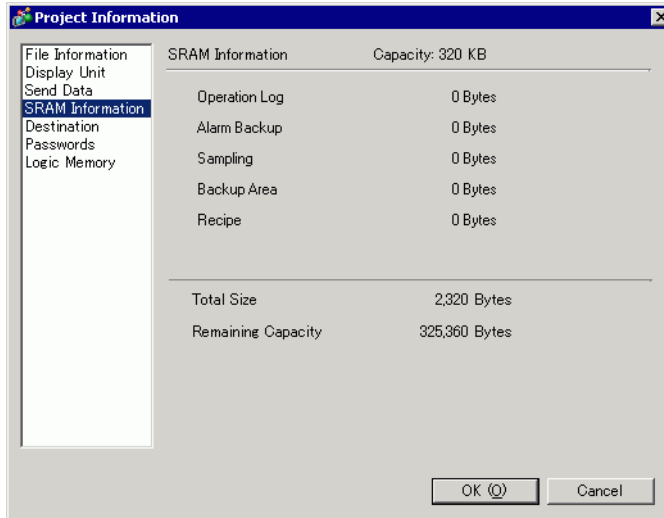 Project Information
File Information
Display Unit
Send Data
SRAM Information
Destination
Passwords
Logic Memory
SRAM Information Capacity: 320 KB
Operation Log 0 Bytes
Alarm Backup 0 Bytes
Sampling 0 Bytes
Backup Area 0 Bytes
Recipe 0 Bytes
Total Size 2,320 Bytes
Remaining Capacity 325,360 Bytes
OK (O) Cancel